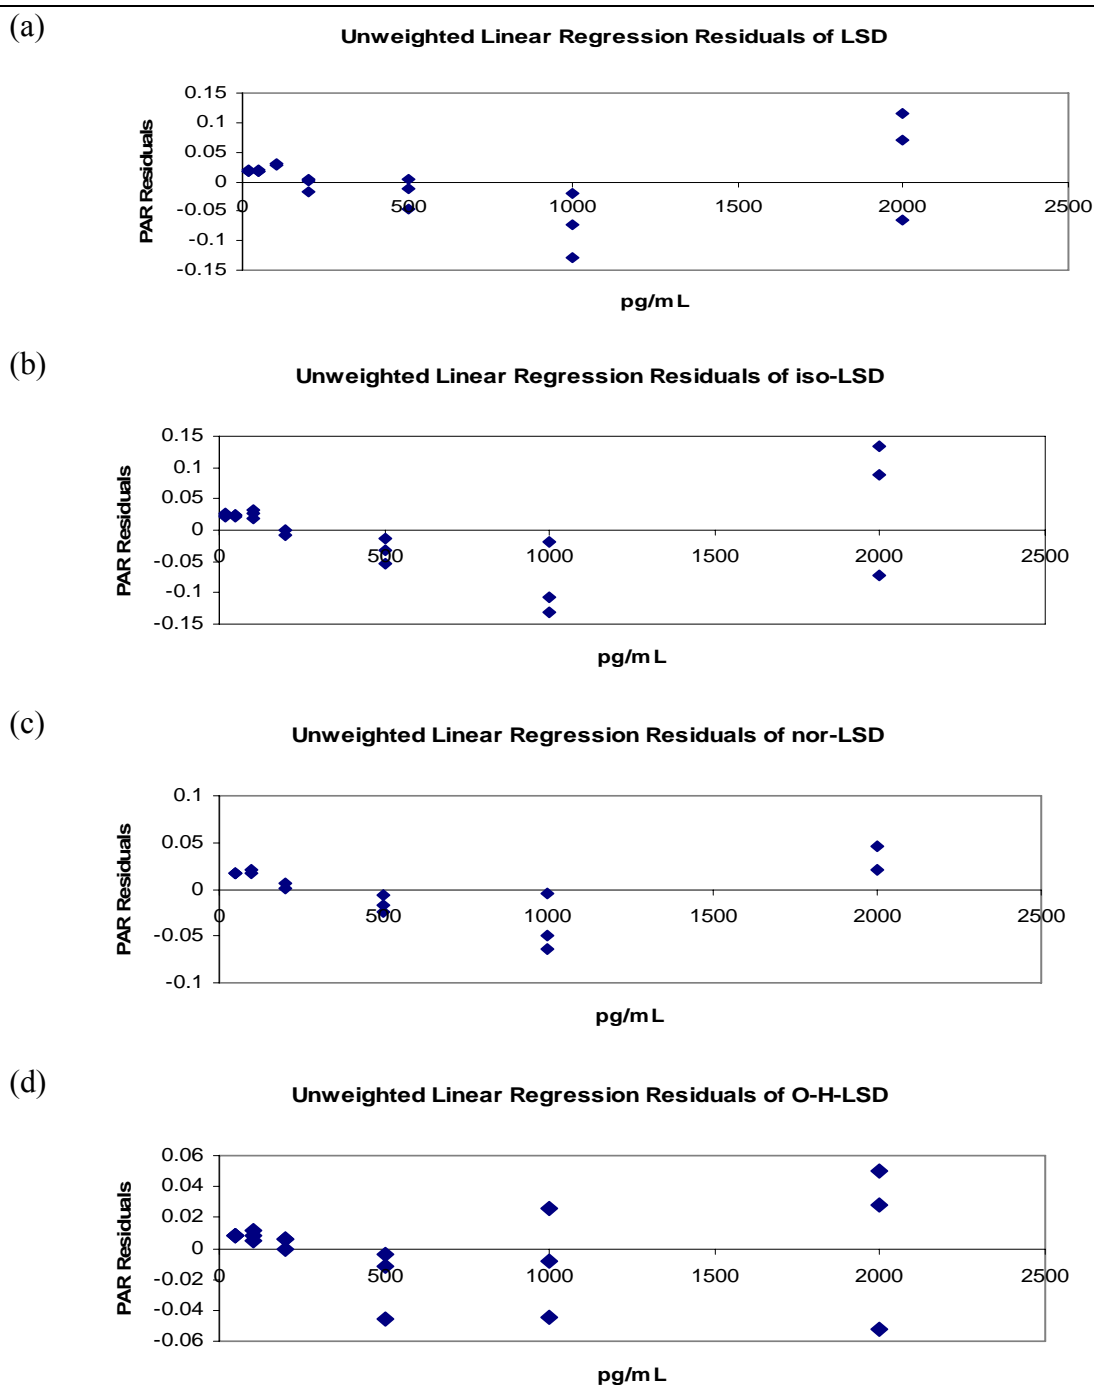 (a)
Unweighted Linear Regression Residuals of LSD
PAR Residuals
0.15
0.1
0.05
0
-0.05
-0.1
-0.15
0 500 1000 1500 2000 2500
pg/mL
(b)
Unweighted Linear Regression Residuals of iso-LSD
PAR Residuals
0.15
0.1
0.05
0
-0.05
-0.1
-0.15
0 500 1000 1500 2000 2500
pg/mL
(c)
Unweighted Linear Regression Residuals of nor-LSD
PAR Residuals
0.1
0.05
0
-0.05
-0.1
0 500 1000 1500 2000 2500
pg/mL
(d)
Unweighted Linear Regression Residuals of O-H-LSD
PAR Residuals
0.06
0.04
0.02
0
-0.02
-0.04
-0.06
0 500 1000 1500 2000 2500
pg/mL